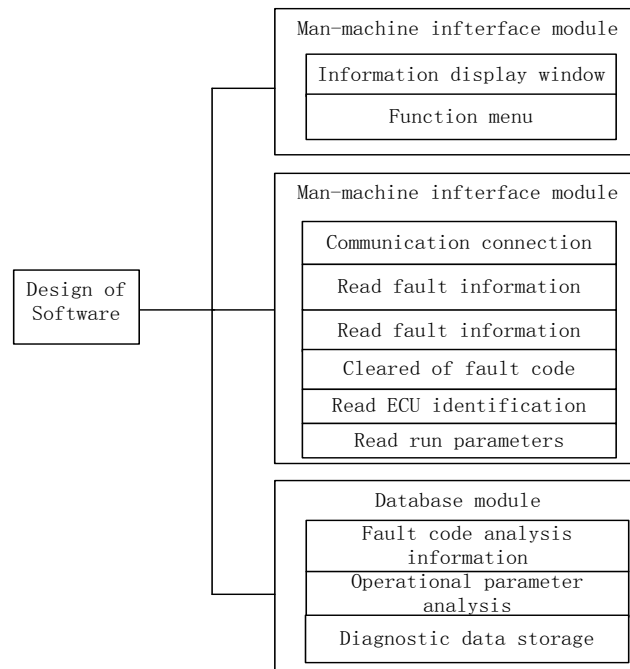 Man-machine infterface module
Information display window
Function menu
Man-machine infterface module
Communication connection
Read fault information
Read fault information
Cleared of fault code
Read ECU identification
Read run parameters
Design of
Software
Database module
Fault code analysis
information
Operational parameter
analysis
Diagnostic data storage